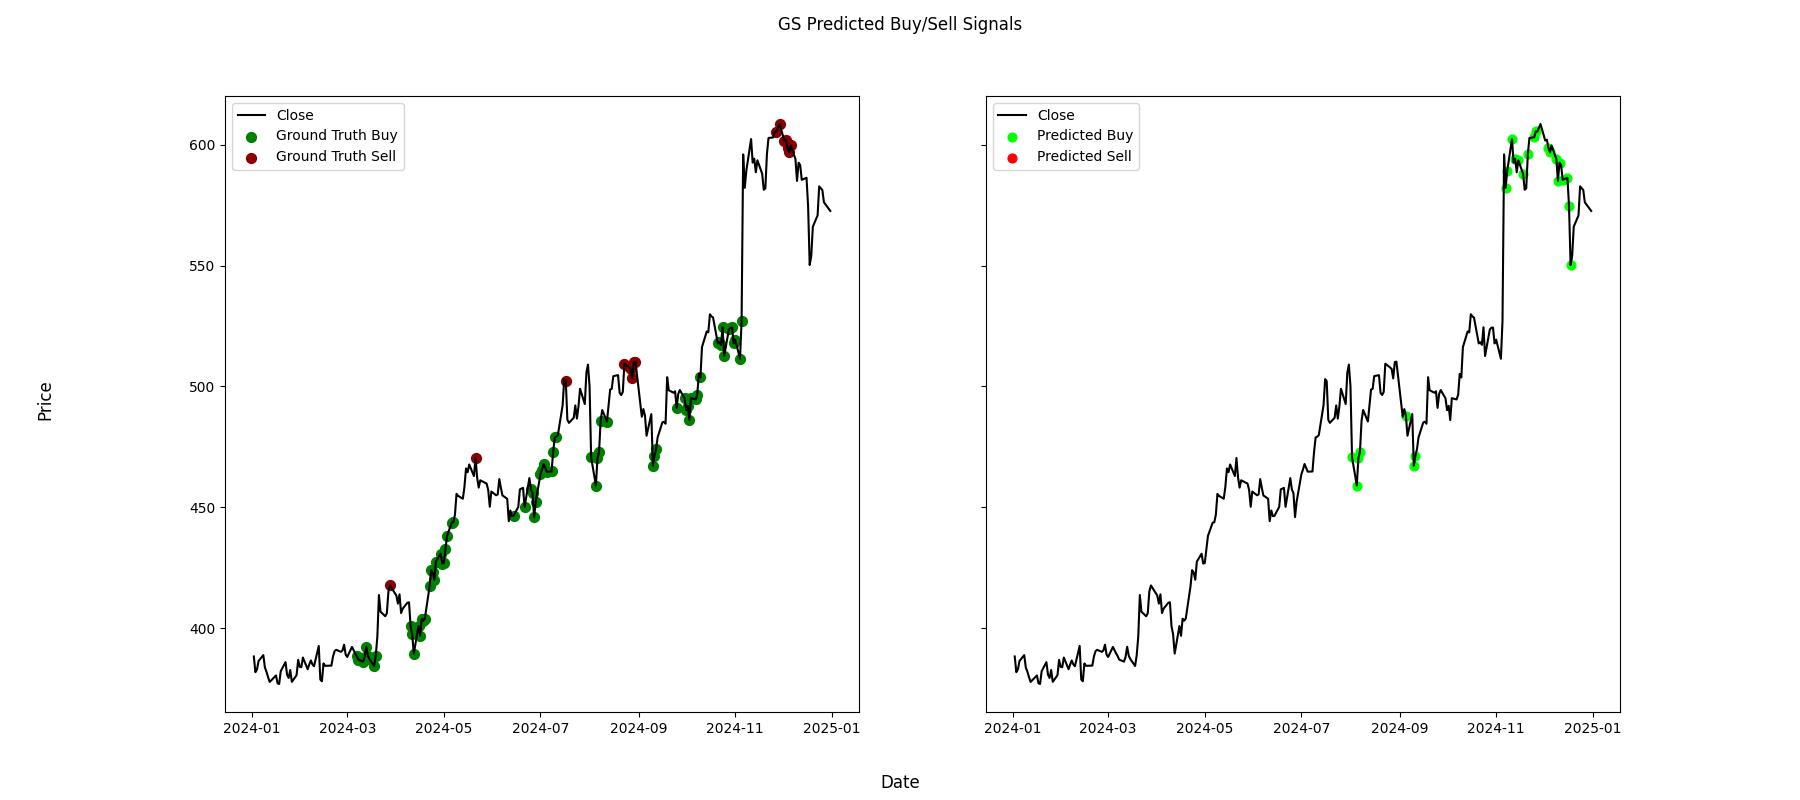 GS Predicted Buy/Sell Signals
Close
Ground Truth Buy
Ground Truth Sell
600
550
500
450
400
2024-01 2024-03 2024-05 2024-07 2024-09 2024-11 2025-01
Close
Predicted Buy
Predicted Sell
2024-01 2024-03 2024-05 2024-07 2024-09 2024-11 2025-01
Price
Date